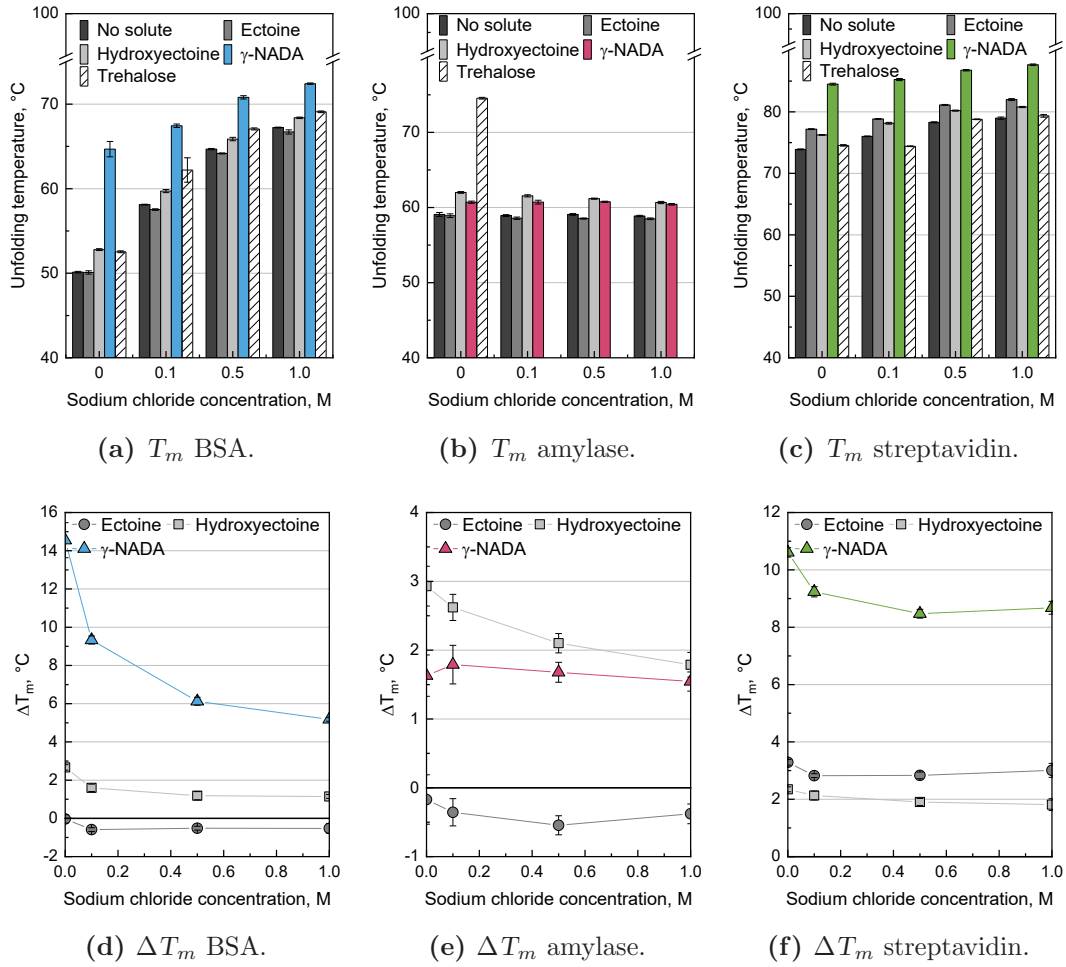 No solute
Ectoine
Hydroxyectoine
γ-NADA
Trehalose
100
70
60
50
40
Unfolding temperature, °C
0
0.1
0.5
1.0
Sodium chloride concentration, M
(a) Tm BSA.
No solute
Ectoine
Hydroxyectoine
γ-NADA
Trehalose
100
70
60
50
40
Unfolding temperature, °C
0
0.1
0.5
1.0
Sodium chloride concentration, M
(b) Tm amylase.
No solute
Ectoine
Hydroxyectoine
γ-NADA
Trehalose
100
80
70
60
50
40
Unfolding temperature, °C
0
0.1
0.5
1.0
Sodium chloride concentration, M
(c) Tm streptavidin.
Ectoine
Hydroxyectoine
γ-NADA
16
14
12
10
8
6
4
2
0
-2
ΔTm, °C
0.0
0.2
0.4
0.6
0.8
1.0
Sodium chloride concentration, M
(d) ΔTm BSA.
Ectoine
Hydroxyectoine
γ-NADA
4
3
2
1
0
-1
ΔTm, °C
0.0
0.2
0.4
0.6
0.8
1.0
Sodium chloride concentration, M
(e) ΔTm amylase.
Ectoine
Hydroxyectoine
γ-NADA
12
10
8
6
4
2
0
ΔTm, °C
0.0
0.2
0.4
0.6
0.8
1.0
Sodium chloride concentration, M
(f) ΔTm streptavidin.